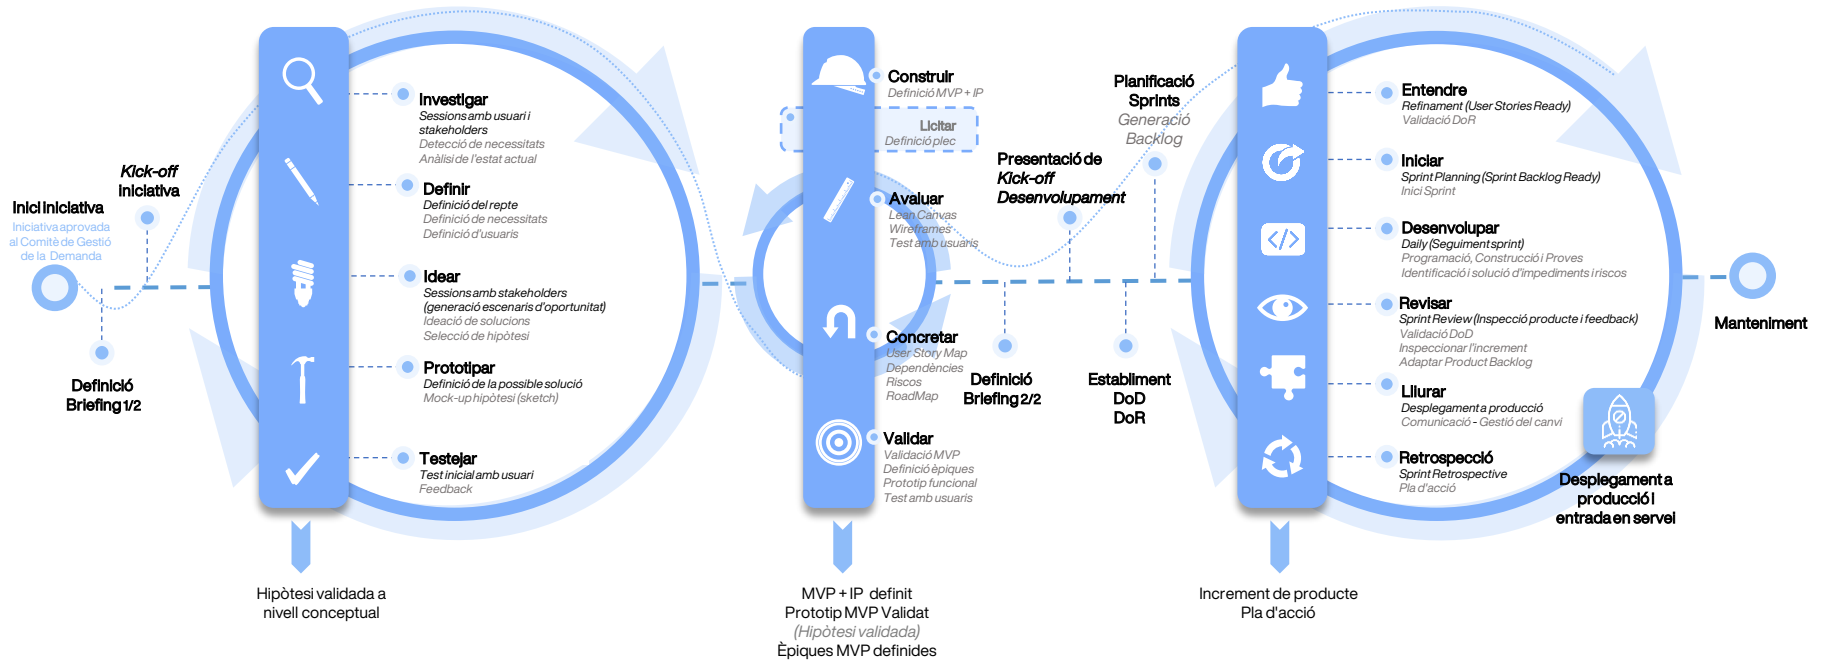 Inici Iniciativa
Iniciativa aprovada
al Comitè de Gestió
de la Demanda
Kick-off
iniciativa
Definició
Briefing 1/2
Investigar
Sessions amb usuari i
stakeholders
Detecció de necessitats
Anàlisi de l'estat actual
Definir
Definició del repte
Definició de necessitats
Definició d'usuaris
Idear
Sessions amb stakeholders
(generació escenaris d'oportunitat)
Ideació de solucions
Selecció de hipòtesi
Prototipar
Definició de la possible solució
Mock-up hipòtesi (sketch)
Testejar
Test inicial amb usuari
Feedback
Hipòtesi validada a
nivell conceptual
Construir
Definició MVP + IP
Licitar
Definició plec
Avaluar
Lean Canvas
Wireframes
Test amb usuaris
Concretar
User Story Map
Dependències
Riscos
RoadMap
Validar
Validació MVP
Definició èpiques
Prototip funcional
Test amb usuaris
MVP + IP definit
Prototip MVP Validat
(Hipòtesi validada)
Èpiques MVP definides
Definició
Briefing 2/2
Presentació de
Kick-off
Desenvolupament
Establiment
DoD
DoR
Planificació
Sprints
Generació
Backlog
Entendre
Refinament (User Stories Ready)
Validació DoR
Iniciar
Sprint Planning (Sprint Backlog Ready)
Inici Sprint
Desenvolupar
Daily (Seguiment sprint)
Programació, Construcció i Proves
Identificació i solució d'impediments i riscos
Revisar
Sprint Review (Inspecció producte i feedback)
Validació DoD
Inspeccionar l'increment
Adaptar Product Backlog
Lliurar
Desplegament a producció
Comunicació - Gestió del canvi
Retrospecció
Sprint Retrospective
Pla d'acció
Increment de producte
Pla d'acció
Desplegament a
producció i
entrada en servei
Manteniment